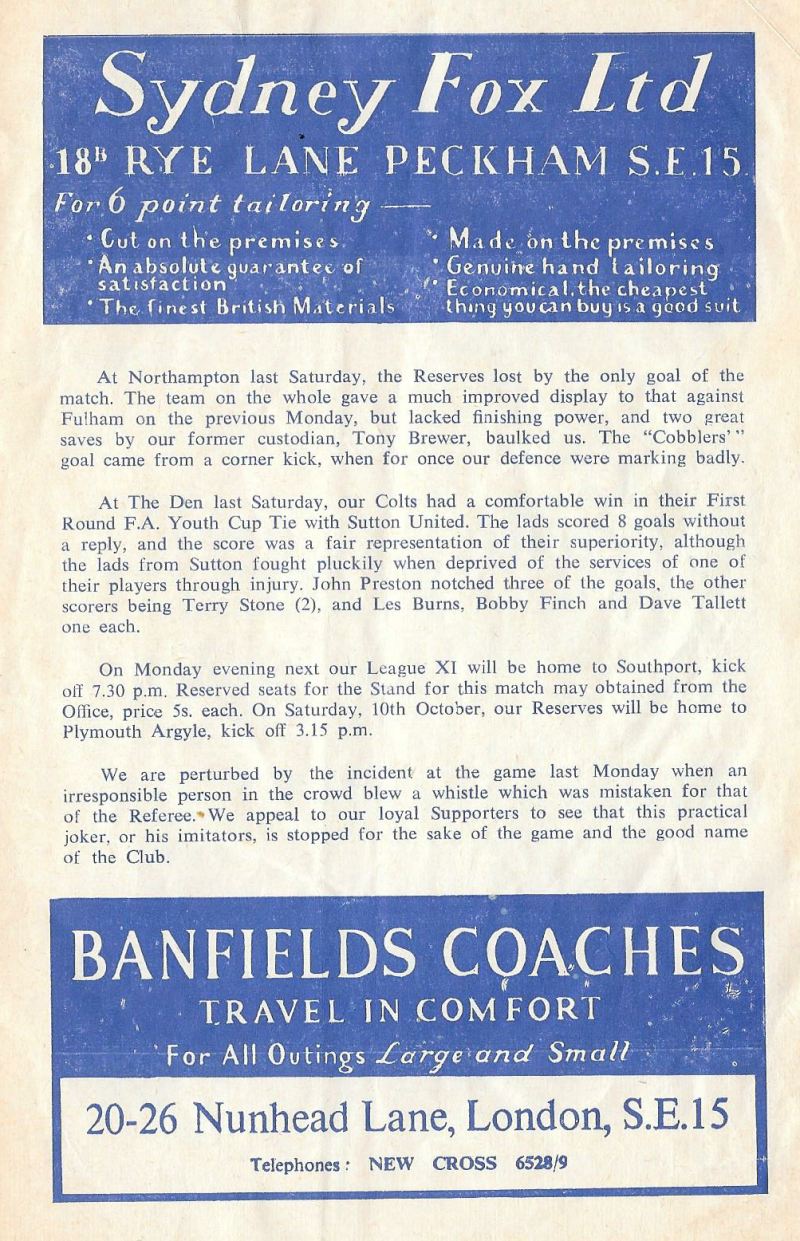 Sydney Fox Ltd
18B RYE LANE PECKHAM S.E.15
For 6 point tailoring —
· Cut on the premises
· An absolute guarantee of
satisfaction
· The finest British Materials
· Made on the premises
· Genuine hand tailoring
· Economical, the cheapest
thing you can buy is a good suit
At Northampton last Saturday, the Reserves lost by the only goal of the
match. The team on the whole gave a much improved display to that against
Fulham on the previous Monday, but lacked finishing power, and two great
saves by our former custodian, Tony Brewer, baulked us. The "Cobblers'"
goal came from a corner kick, when for once our defence were marking badly.
At The Den last Saturday, our Colts had a comfortable win in their First
Round F.A. Youth Cup Tie with Sutton United. The lads scored 8 goals without
a reply, and the score was a fair representation of their superiority, although
the lads from Sutton fought pluckily when deprived of the services of one of
their players through injury. John Preston notched three of the goals, the other
scorers being Terry Stone (2), and Les Burns, Bobby Finch and Dave Tallett
one each.
On Monday evening next our League XI will be home to Southport, kick
off 7.30 p.m. Reserved seats for the Stand for this match may obtained from the
Office, price 5s. each. On Saturday, 10th October, our Reserves will be home to
Plymouth Argyle, kick off 3.15 p.m.
We are perturbed by the incident at the game last Monday when an
irresponsible person in the crowd blew a whistle which was mistaken for that
of the Referee. We appeal to our loyal Supporters to see that this practical
joker, or his imitators, is stopped for the sake of the game and the good name
of the Club.
BANFIELDS COACHES
TRAVEL IN COMFORT
For All Outings Large and Small
20-26 Nunhead Lane, London, S.E.15
Telephones: NEW CROSS 6528/9